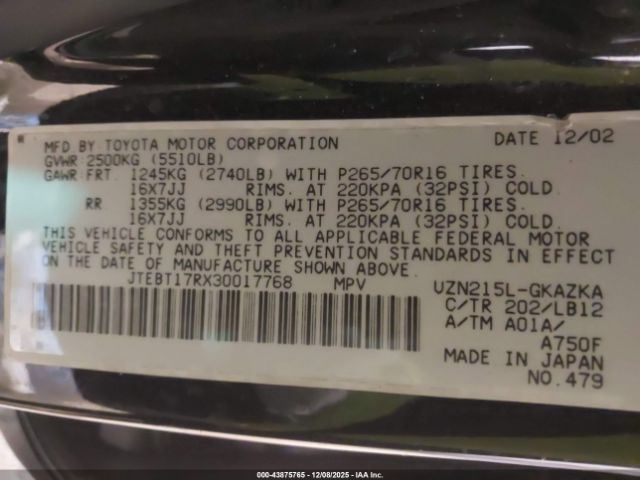 MFD BY TOYOTA MOTOR CORPORATION DATE 12/02
GVWR 2500KG (5510LB)
GAWR FRT. 1245KG (2740LB) WITH P265/70R16 TIRES.
16X7JJ RIMS. AT 220KPA (32PSI) COLD.
RR. 1355KG (2990LB) WITH P265/70R16 TIRES.
16X7JJ RIMS. AT 220KPA (32PSI) COLD.
THIS VEHICLE CONFORMS TO ALL APPLICABLE FEDERAL MOTOR
VEHICLE SAFETY AND THEFT PREVENTION STANDARDS IN EFFECT
ON THE DATE OF MANUFACTURE SHOWN ABOVE.
JTEBT17RX30017768 MPV UZN215L-GKAZKA
C/TR 202/LB12
A/TM A01A/
A750F
MADE IN JAPAN
NO.479
000-43875765 - 12/08/2025 - IAA Inc.